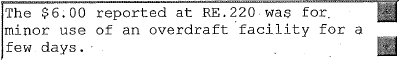 The $6.00 reported at RE.220 was for
minor use of an overdraft facility for a
few days.